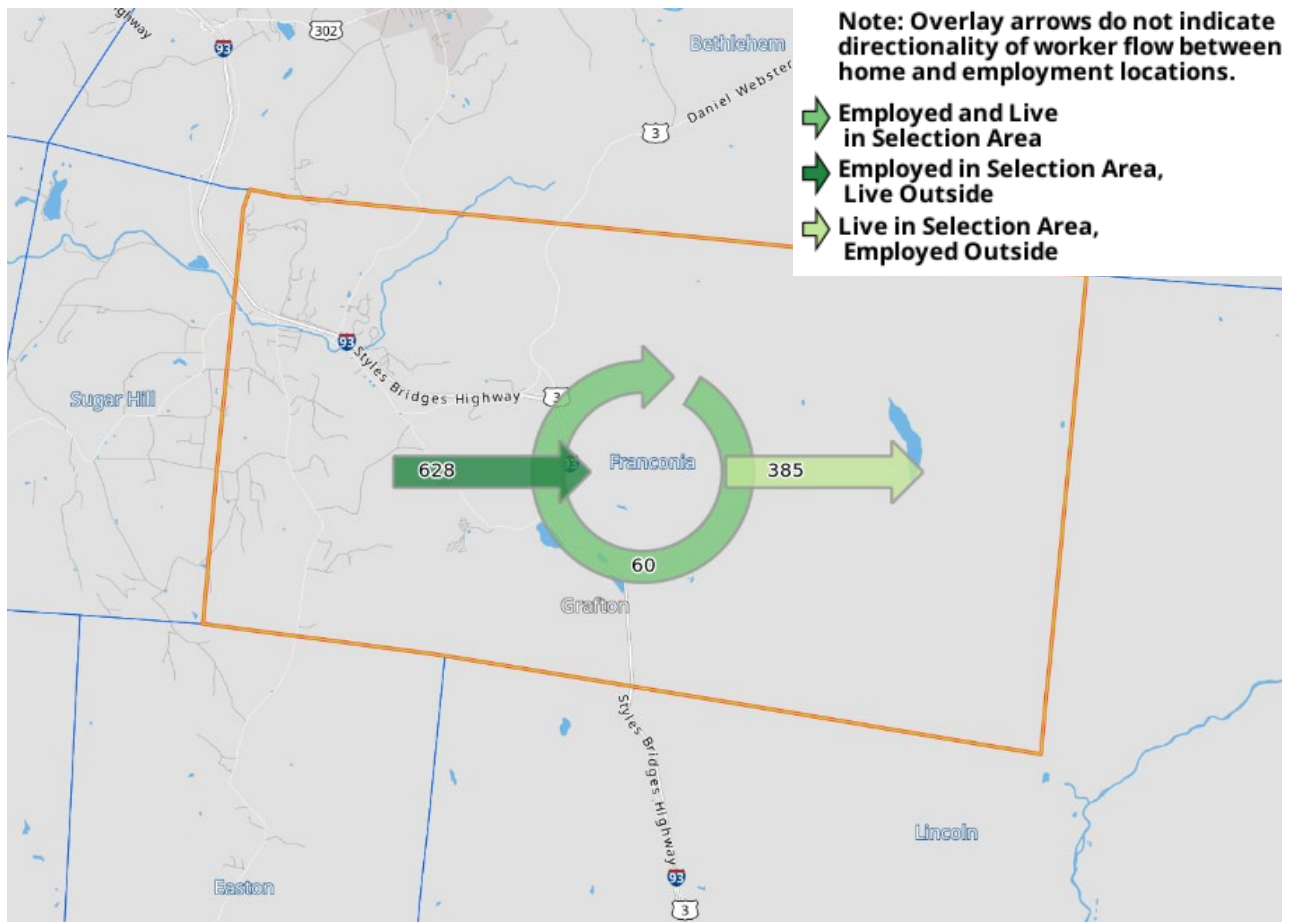 Note: Overlay arrows do not indicate
directionality of worker flow between
home and employment locations.
Employed and Live
in Selection Area
Employed in Selection Area,
Live Outside
Live in Selection Area,
Employed Outside
302
93
Bethlehem
Daniel Webster
3
93
Styles Bridges Highway
3
Sugar Hill
628
Franconia
385
60
Grafton
Styles Bridges Highway
Lincoln
93
Easton
3